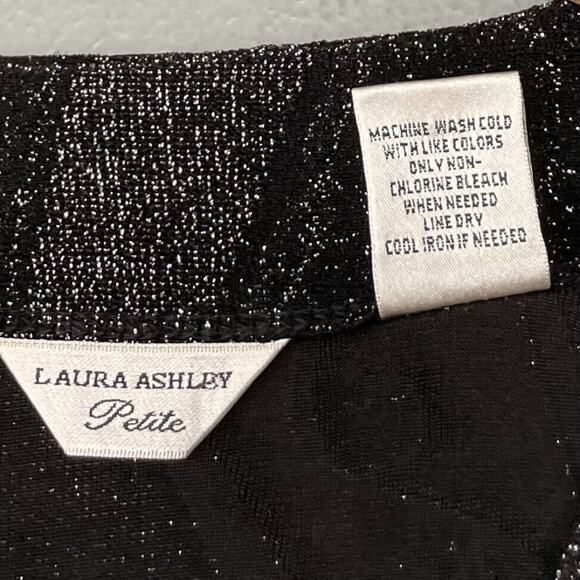 MACHINE WASH COLD
WITH LIKE COLORS
ONLY NON-
CHLORINE BLEACH
WHEN NEEDED
LINE DRY
COOL IRON IF NEEDED
LAURA ASHLEY
Petite